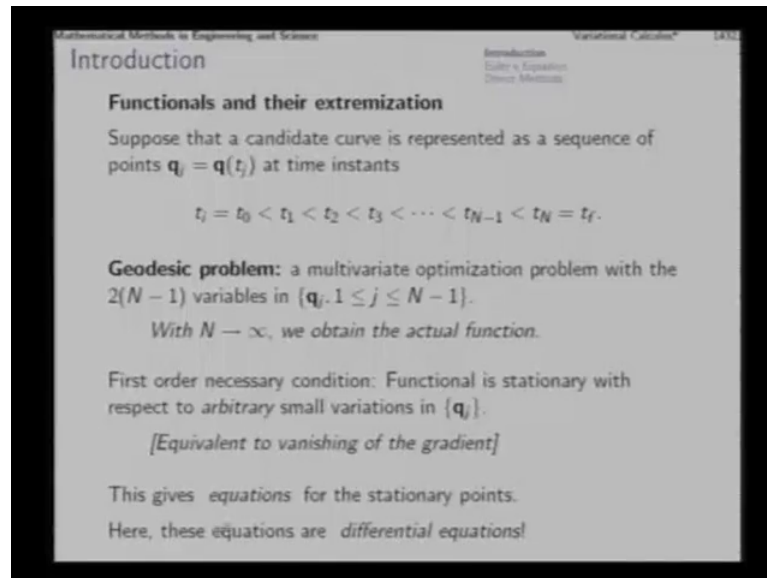 Mathematical Methods in Engineering and Science
Variational Calculus*
Introduction
Introduction
Euler's Equation
Direct Methods
Functionals and their extremization
Suppose that a candidate curve is represented as a sequence of
points q_j = q(t_j) at time instants
t_i = t_0 < t_1 < t_2 < t_3 < ··· < t_{N−1} < t_N = t_f.
Geodesic problem: a multivariate optimization problem with the
2(N − 1) variables in {q_j, 1 ≤ j ≤ N − 1}.
With N → ∞, we obtain the actual function.
First order necessary condition: Functional is stationary with
respect to arbitrary small variations in {q_j}.
[Equivalent to vanishing of the gradient]
This gives equations for the stationary points.
Here, these equations are differential equations!